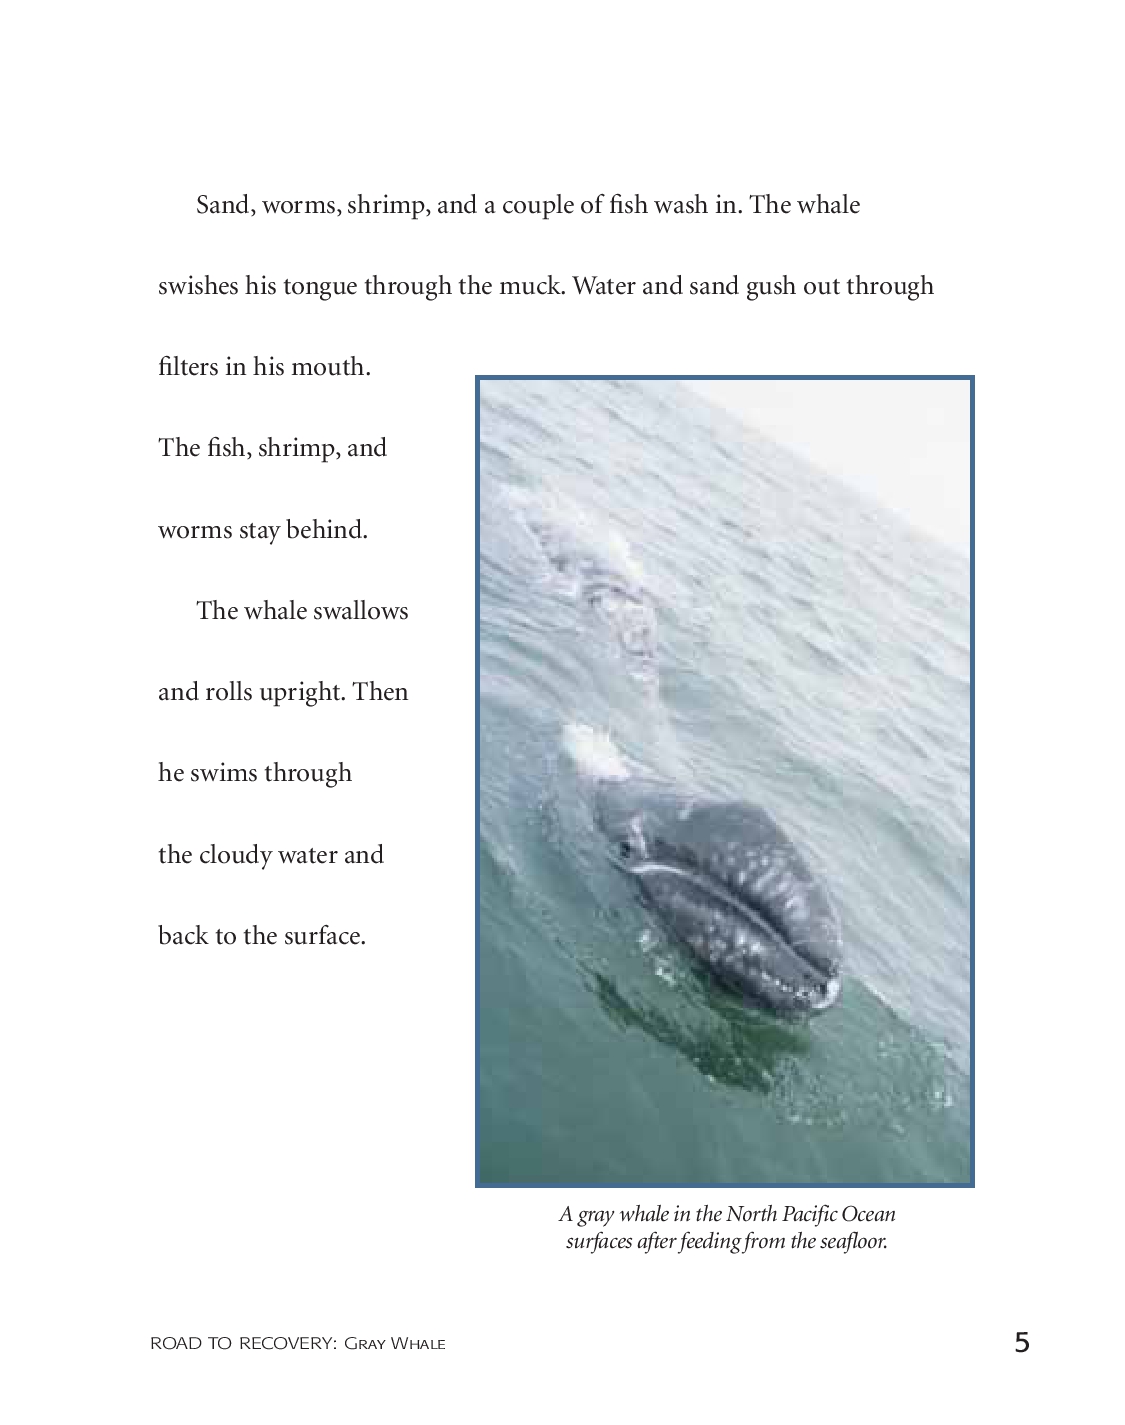 Sand, worms, shrimp, and a couple of fish wash in. The whale
swishes his tongue through the muck. Water and sand gush out through
filters in his mouth.
The fish, shrimp, and
worms stay behind.
The whale swallows
and rolls upright. Then
he swims through
the cloudy water and
back to the surface.
A gray whale in the North Pacific Ocean
surfaces after feeding from the seafloor.
ROAD TO RECOVERY: GRAY WHALE
5